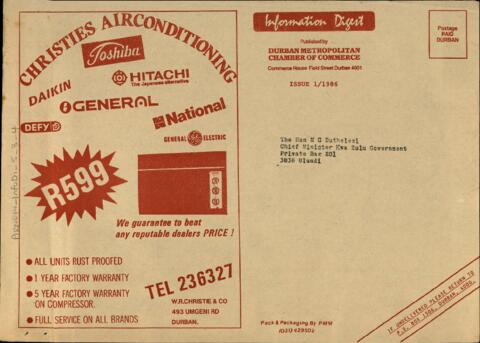 CHRISTIES AIRCONDITIONING
Toshiba
DAIKIN
HITACHI
The Japanese alternative
GENERAL
National
DEFY
GENERAL ELECTRIC
R599
We guarantee to beat
any reputable dealers PRICE !
ALL UNITS RUST PROOFED
1 YEAR FACTORY WARRANTY
5 YEAR FACTORY WARRANTY
ON COMPRESSOR.
FULL SERVICE ON ALL BRANDS
TEL 236327
W.R.CHRISTIE & CO
493 UMGENI RD
DURBAN.
Information Digest
Published by
DURBAN METROPOLITAN
CHAMBER OF COMMERCE
Commerce House Field Street Durban 4001
ISSUE 1/1986
Postage
PAID
DURBAN
The Hon M G Buthelezi
Chief Minister Kwa Zulu Government
Private Bag X01
3838 Ulundi
Pack & Packaging By PMW
IF UNDELIVERED PLEASE RETURN TO
P.O. BOX 1506, DURBAN, 4000.